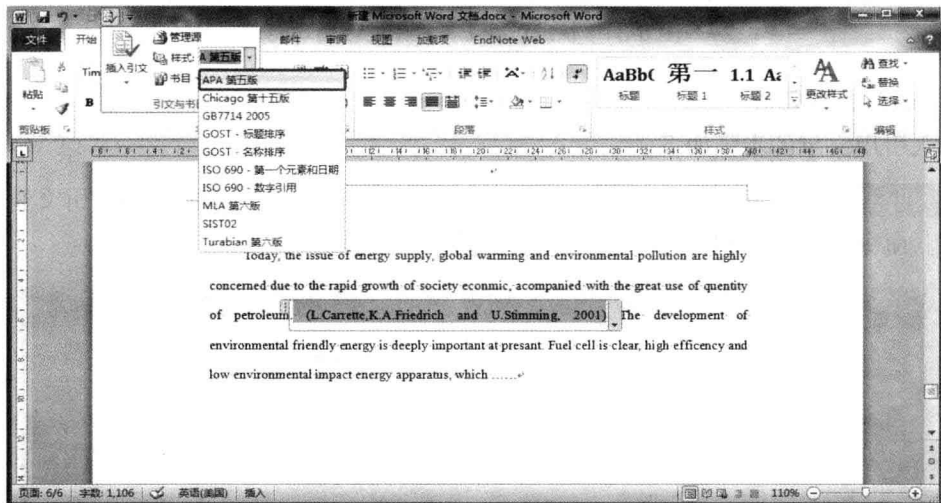 新建 Microsoft Word 文档.docx - Microsoft Word
文件 开始 邮件 审阅 视图 加载项 EndNote Web
管理源
插入引文 样式: A 第五版
书目
引文与书目
粘贴 Tim
B
AaBb( 第一 1.1 Aa
标题 标题 1 标题 2 更改样式
查找
替换
选择
剪贴板 段落 样式 编辑
APA 第五版
Chicago 第十五版
GB7714 2005
GOST - 标题排序
GOST - 名称排序
ISO 690 - 第一个元素和日期
ISO 690 - 数字引用
MLA 第六版
SIST02
Turabian 第六版
Today, the issue of energy supply, global warming and environmental pollution are highly
concerned due to the rapid growth of society econmic, acompanied with the great use of quentity
of petroleum (L.Carrette,K.A.Friedrich and U.Stimming, 2001) The development of
environmental friendly energy is deeply important at presant. Fuel cell is clear, high efficency and
low environmental impact energy apparatus, which ……
页面: 6/6 字数: 1,106 英语(美国) 插入 110%